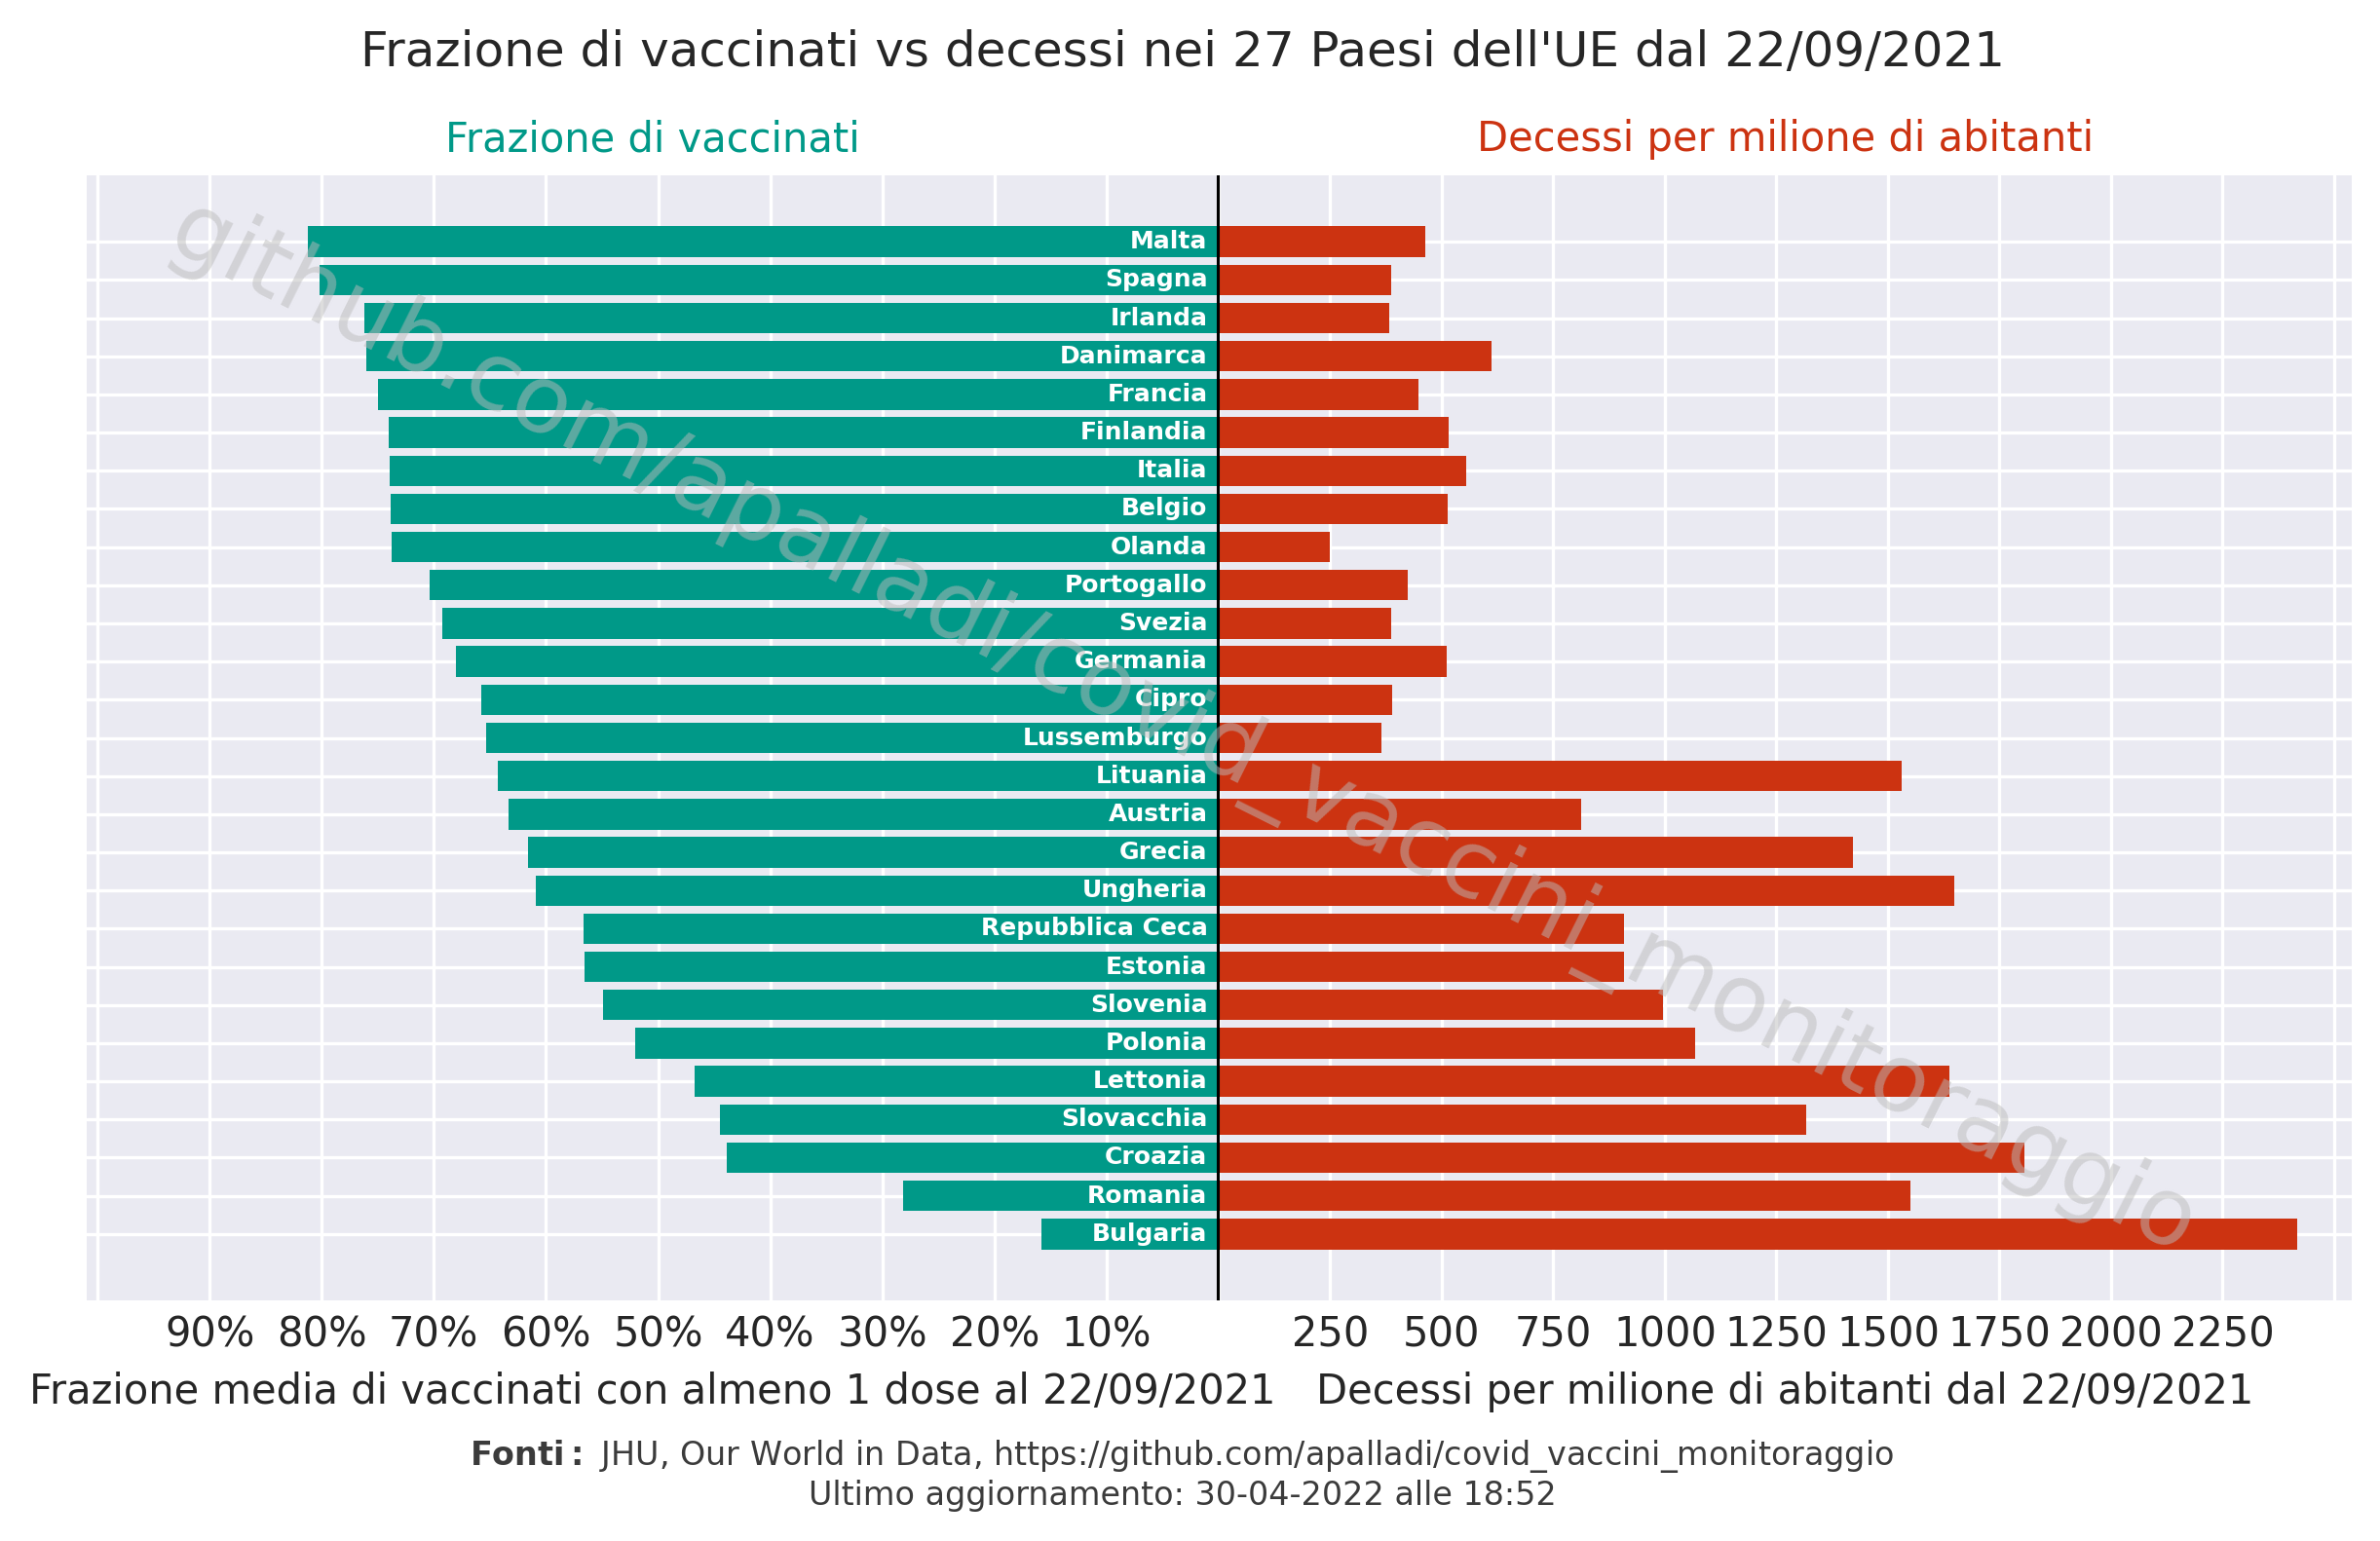 Frazione di vaccinati vs decessi nei 27 Paesi dell'UE dal 22/09/2021
Frazione di vaccinati
Decessi per milione di abitanti
Malta
Spagna
Irlanda
Danimarca
Francia
Finlandia
Italia
Belgio
Olanda
Portogallo
Svezia
Germania
Cipro
Lussemburgo
Lituania
Austria
Grecia
Ungheria
Repubblica Ceca
Estonia
Slovenia
Polonia
Lettonia
Slovacchia
Croazia
Romania
Bulgaria
github.com/apalladi/covid_vaccini_monitoraggio
90% 80% 70% 60% 50% 40% 30% 20% 10% 250 500 750 1000 1250 1500 1750 2000 2250
Frazione media di vaccinati con almeno 1 dose al 22/09/2021
Decessi per milione di abitanti dal 22/09/2021
Fonti: JHU, Our World in Data, https://github.com/apalladi/covid_vaccini_monitoraggio
Ultimo aggiornamento: 30-04-2022 alle 18:52